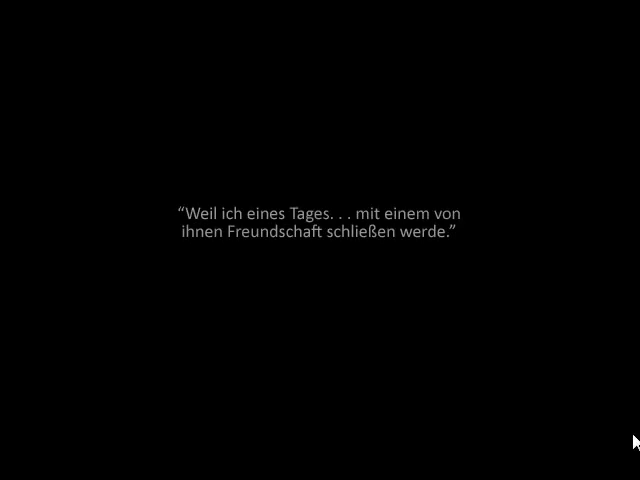 “Weil ich eines Tages. . . mit einem von
ihnen Freundschaft schließen werde.”